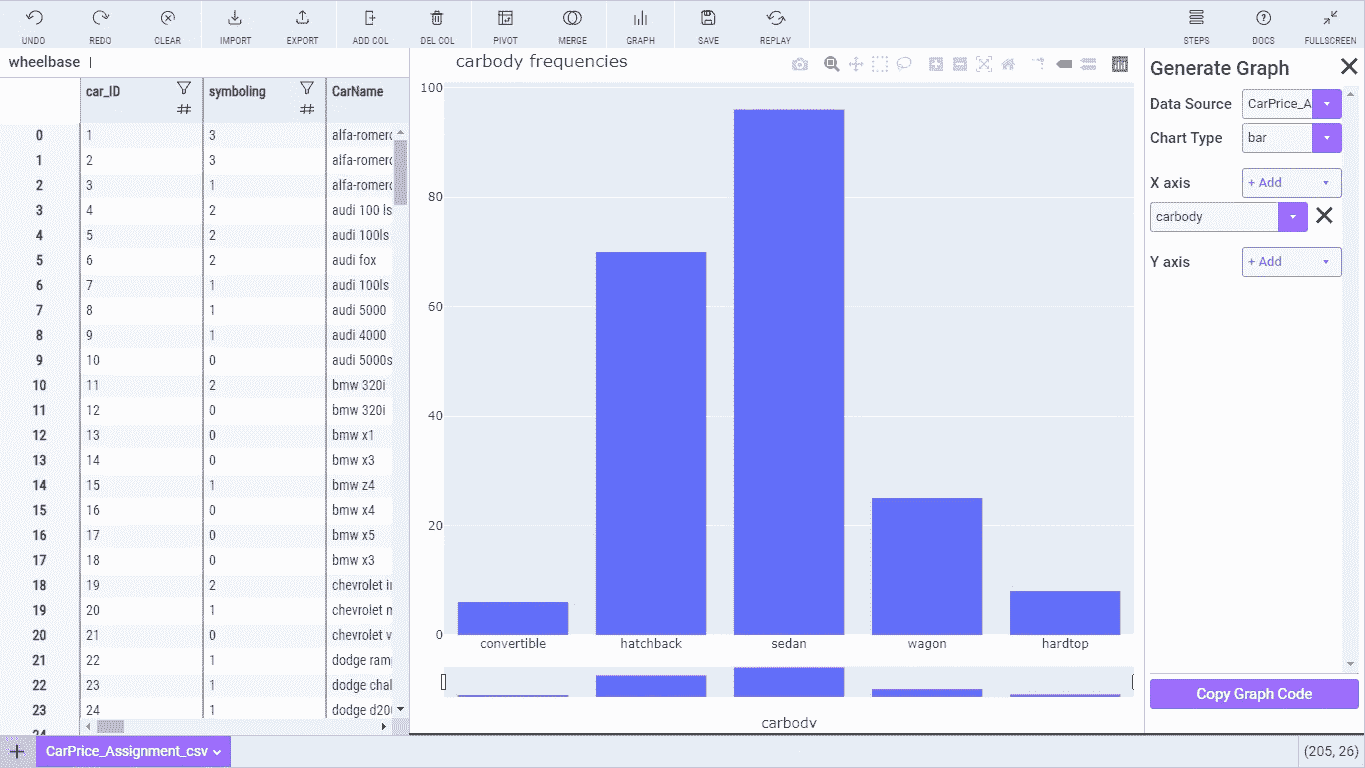 UNDO REDO CLEAR IMPORT EXPORT ADD COL DEL COL PIVOT MERGE GRAPH SAVE REPLAY STEPS DOCS FULLSCREEN
wheelbase
car_ID symboling CarName
0 1 3 alfa-romero
1 2 3 alfa-romero
2 3 1 alfa-romero
3 4 2 audi 100 ls
4 5 2 audi 100ls
5 6 2 audi fox
6 7 1 audi 100ls
7 8 1 audi 5000
8 9 1 audi 4000
9 10 0 audi 5000s
10 11 2 bmw 320i
11 12 0 bmw 320i
12 13 0 bmw x1
13 14 0 bmw x3
14 15 1 bmw z4
15 16 0 bmw x4
16 17 0 bmw x5
17 18 0 bmw x3
18 19 2 chevrolet i
19 20 1 chevrolet m
20 21 0 chevrolet v
21 22 1 dodge ram
22 23 1 dodge chal
23 24 1 dodge d20
24
carbody frequencies
100
80
60
40
20
0
convertible hatchback sedan wagon hardtop
carbody
Generate Graph
Data Source CarPrice_A
Chart Type bar
X axis + Add
carbody
Y axis + Add
Copy Graph Code
CarPrice_Assignment_csv
(205, 26)